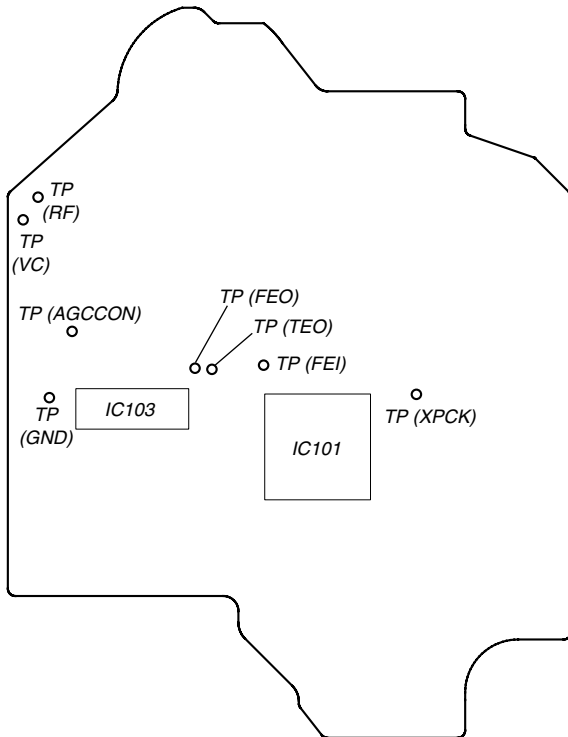 TP
(RF)
TP
(VC)
TP (FEO)
TP (AGCCON)
TP (TEO)
TP (FEI)
TP
(GND)
IC103
TP (XPCK)
IC101